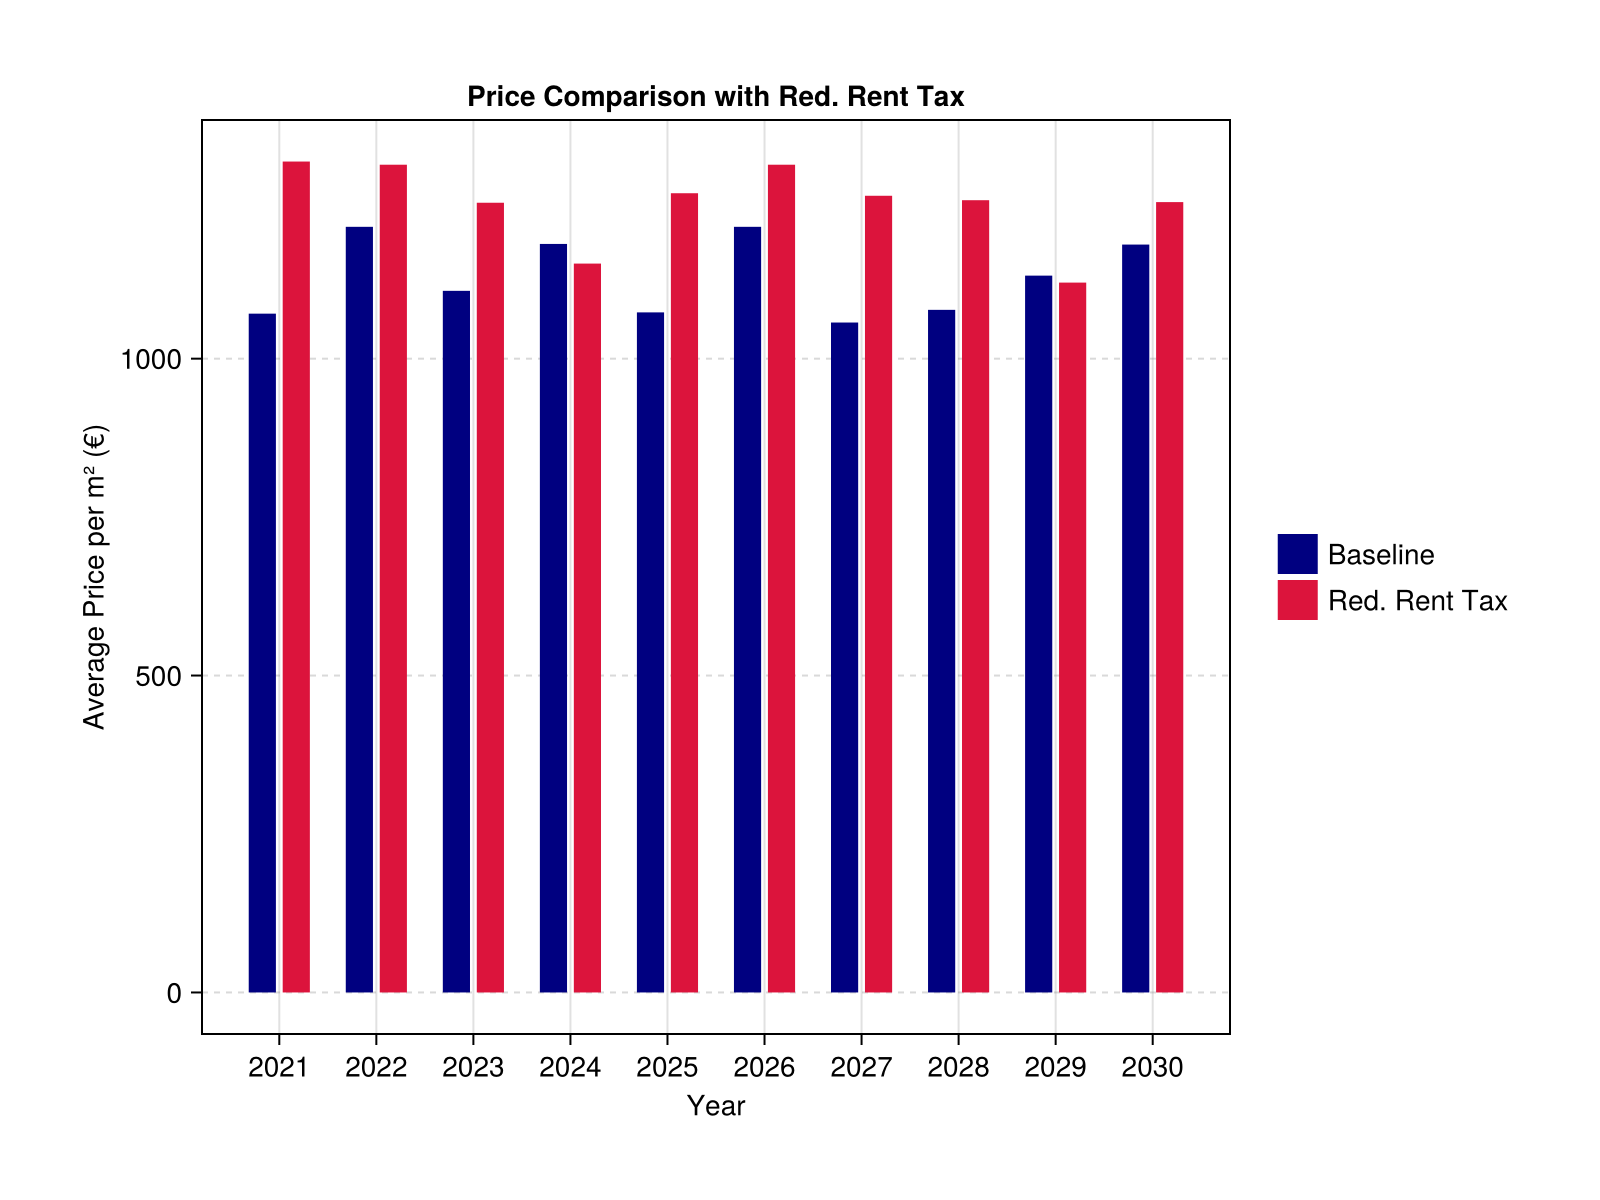 Price Comparison with Red. Rent Tax
Average Price per m² (€)
1000
500
0
2021 2022 2023 2024 2025 2026 2027 2028 2029 2030
Year
Baseline
Red. Rent Tax